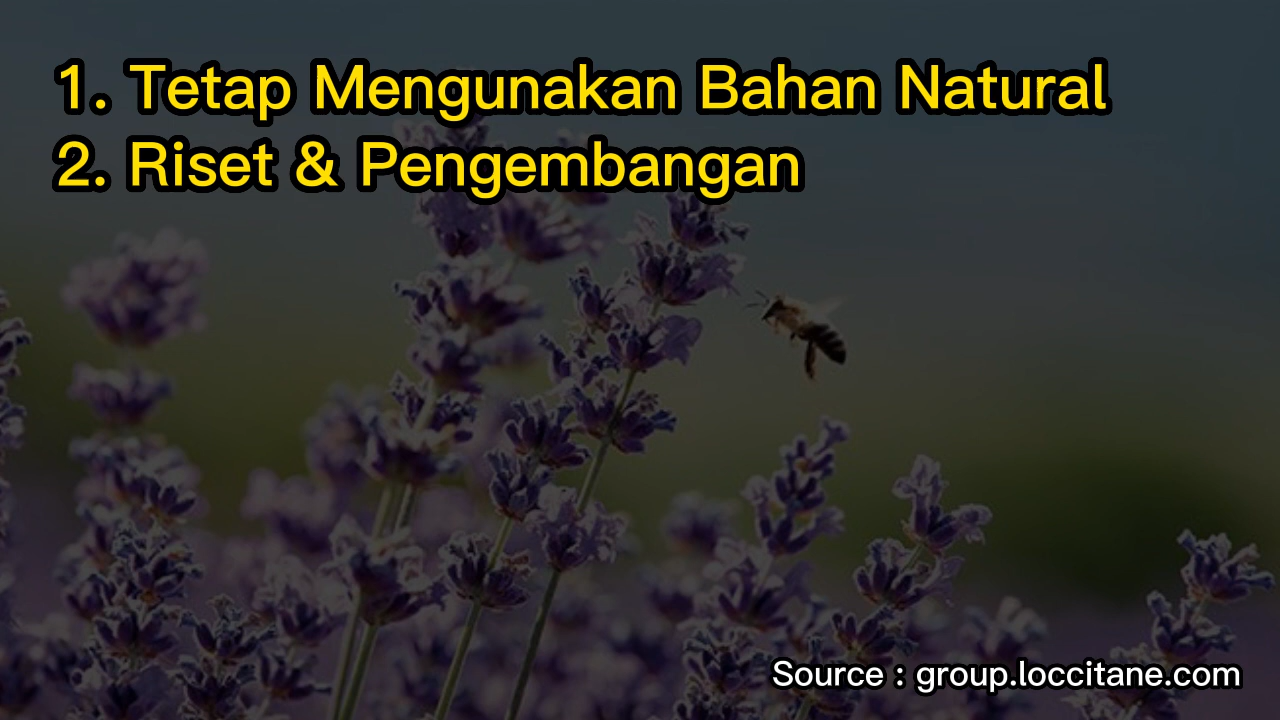 1. Tetap Mengunakan Bahan Natural
2. Riset & Pengembangan
Source : group.loccitane.com